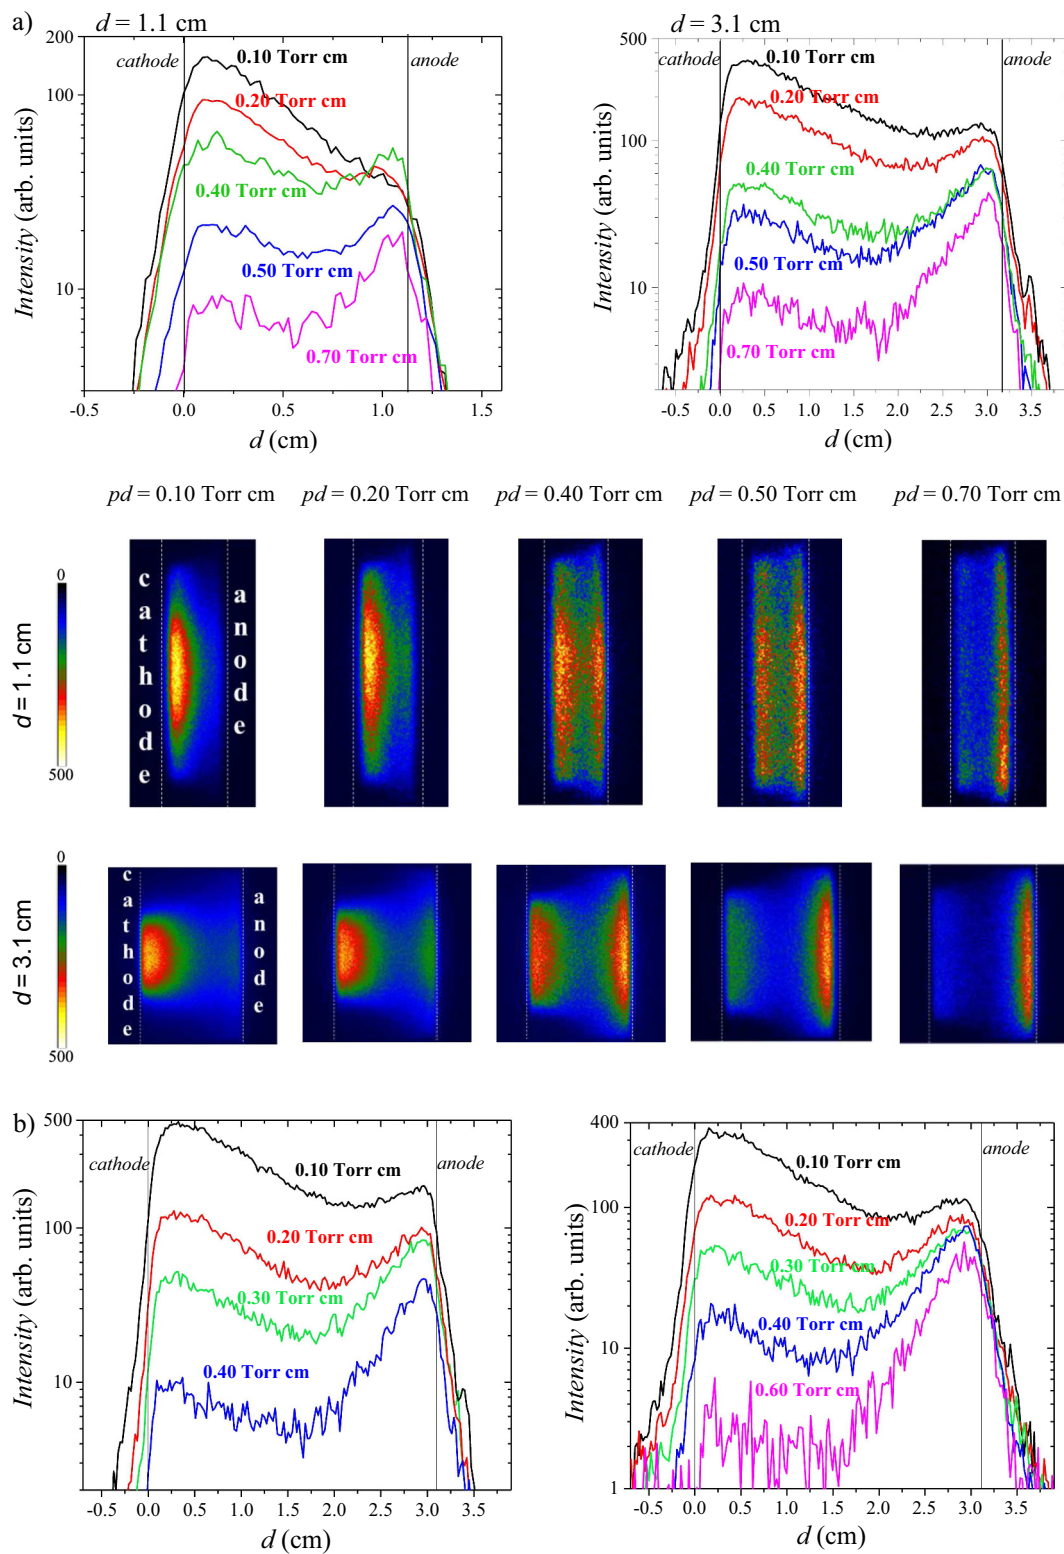 a)
d = 1.1 cm
200
100
10
Intensity (arb. units)
cathode
anode
0.10 Torr cm
0.20 Torr cm
0.40 Torr cm
0.50 Torr cm
0.70 Torr cm
-0.5 0.0 0.5 1.0 1.5
d (cm)
d = 3.1 cm
500
100
10
Intensity (arb. units)
cathode
anode
0.10 Torr cm
0.20 Torr cm
0.40 Torr cm
0.50 Torr cm
0.70 Torr cm
-0.5 0.0 0.5 1.0 1.5 2.0 2.5 3.0 3.5
d (cm)
pd = 0.10 Torr cm pd = 0.20 Torr cm pd = 0.40 Torr cm pd = 0.50 Torr cm pd = 0.70 Torr cm
d = 1.1 cm
0
500
cathode
anode
d = 3.1 cm
0
500
cathode
anode
b)
500
100
10
Intensity (arb. units)
cathode
anode
0.10 Torr cm
0.20 Torr cm
0.30 Torr cm
0.40 Torr cm
-0.5 0.0 0.5 1.0 1.5 2.0 2.5 3.0 3.5
d (cm)
400
100
10
1
Intensity (arb. units)
cathode
anode
0.10 Torr cm
0.20 Torr cm
0.30 Torr cm
0.40 Torr cm
0.60 Torr cm
-0.5 0.0 0.5 1.0 1.5 2.0 2.5 3.0 3.5
d (cm)